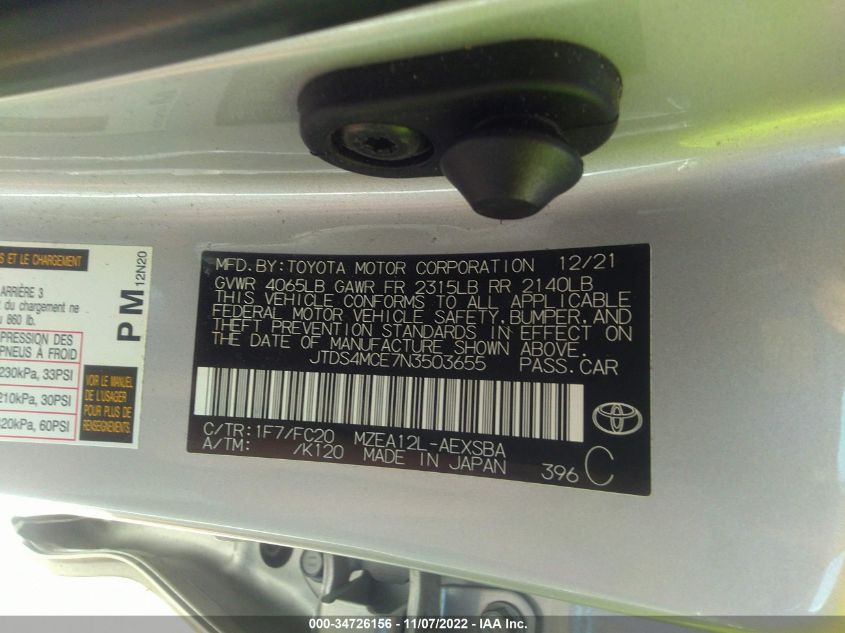 S ET LE CHARGEMENT
ARRIÈRE 3
du chargement ne
u 860 lb.
PRESSION DES
PNEUS À FROID
230kPa, 33PSI
210kPa, 30PSI
420kPa, 60PSI
VOIR LE MANUEL
DE L'USAGER
POUR PLUS DE
RENSEIGNEMENTS
PM
12N20
MFD.BY:TOYOTA MOTOR CORPORATION 12/21
GVWR 4065LB GAWR FR 2315LB RR 2140LB
THIS VEHICLE CONFORMS TO ALL APPLICABLE
FEDERAL MOTOR VEHICLE SAFETY,BUMPER,AND
THEFT PREVENTION STANDARDS IN EFFECT ON
THE DATE OF MANUFACTURE SHOWN ABOVE.
JTDS4MCE7N3503655 PASS.CAR
C/TR:1F7/FC20 MZEA12L-AEXSBA
A/TM: /K120 MADE IN JAPAN 396 C
000-34726156 - 11/07/2022 - IAA Inc.